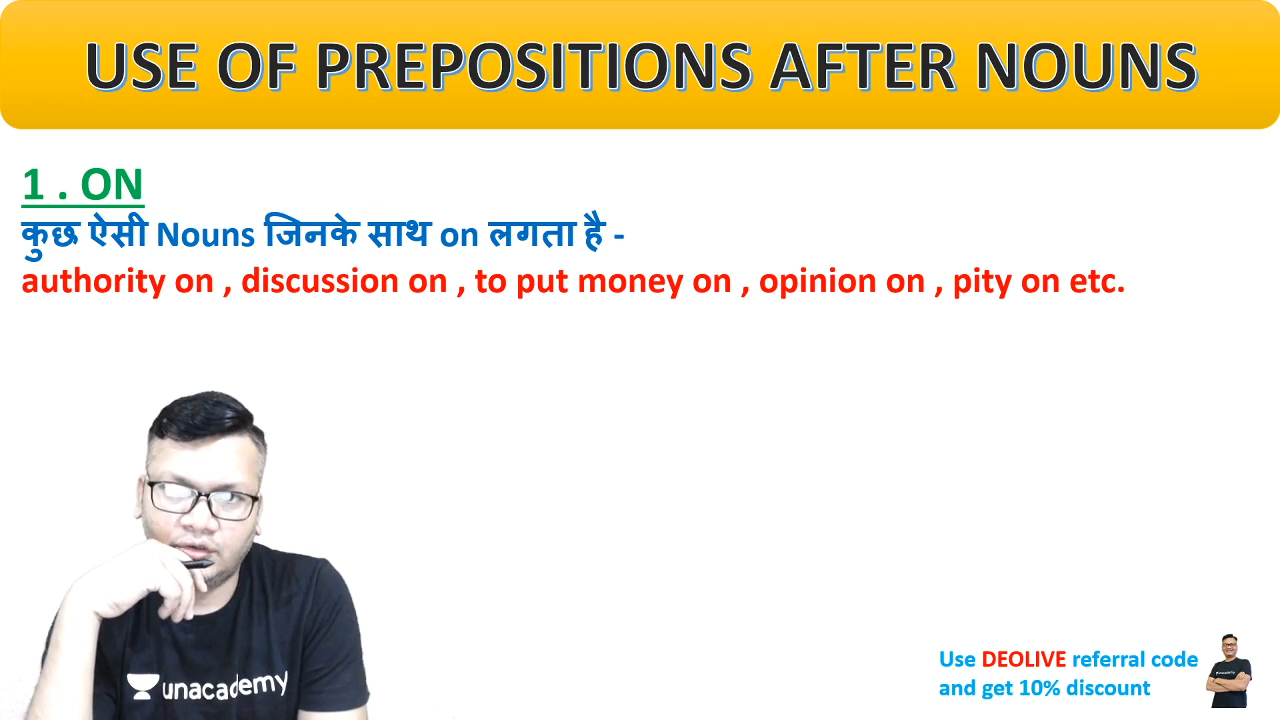 USE OF PREPOSITIONS AFTER NOUNS
1 . ON
कुछ ऐसी Nouns जिनके साथ on लगता है -
authority on , discussion on , to put money on , opinion on , pity on etc.
unacademy
Use DEOLIVE referral code
and get 10% discount
unacademy